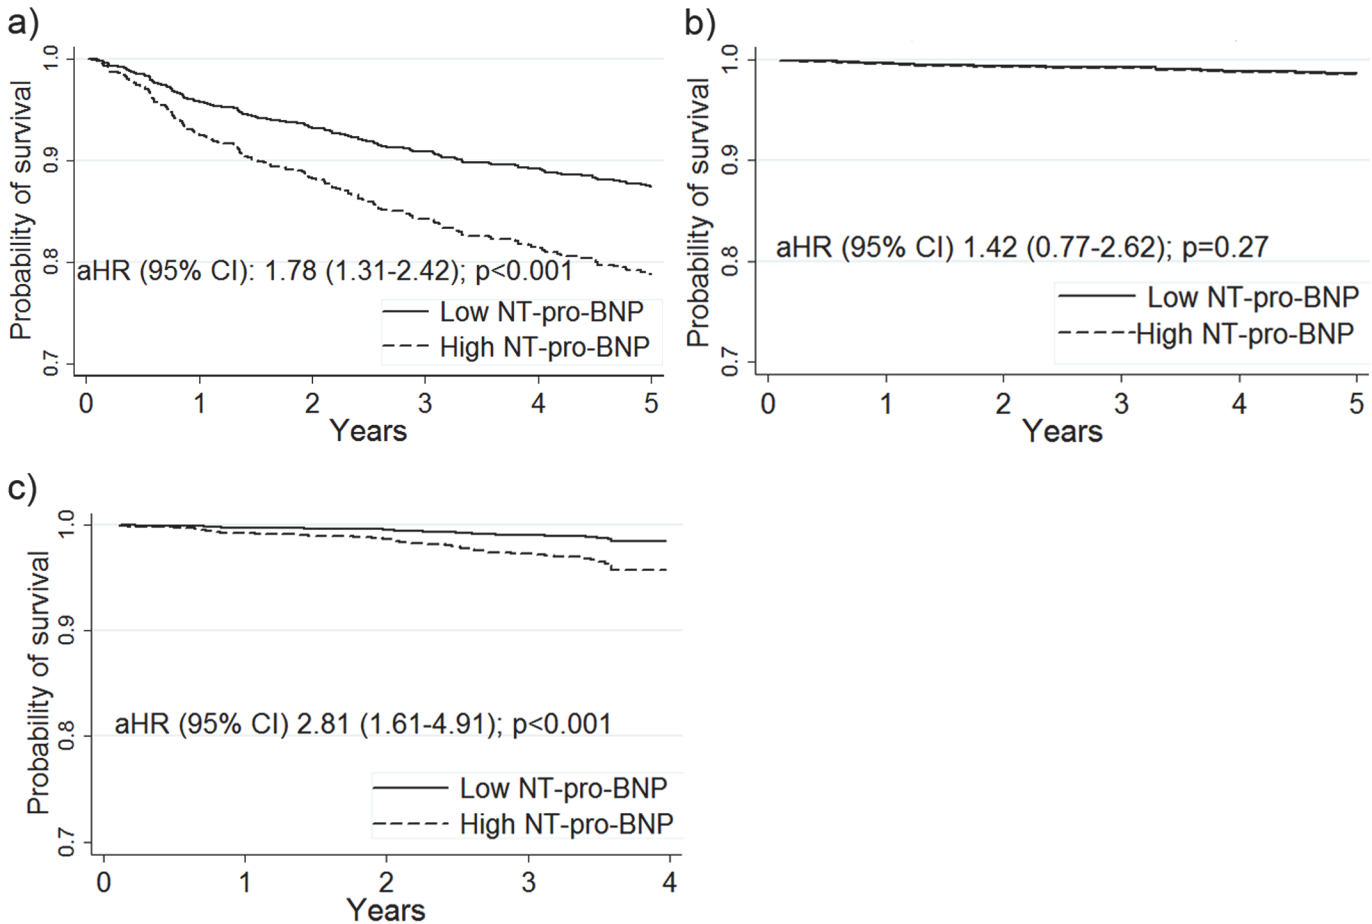 a)
Probability of survival
1.0
0.9
0.8
0.7
aHR (95% CI): 1.78 (1.31-2.42); p<0.001
Low NT-pro-BNP
High NT-pro-BNP
0 1 2 3 4 5
Years
b)
Probability of survival
1.0
0.9
0.8
0.7
aHR (95% CI) 1.42 (0.77-2.62); p=0.27
Low NT-pro-BNP
High NT-pro-BNP
0 1 2 3 4 5
Years
c)
Probability of survival
1.0
0.9
0.8
0.7
aHR (95% CI) 2.81 (1.61-4.91); p<0.001
Low NT-pro-BNP
High NT-pro-BNP
0 1 2 3 4
Years